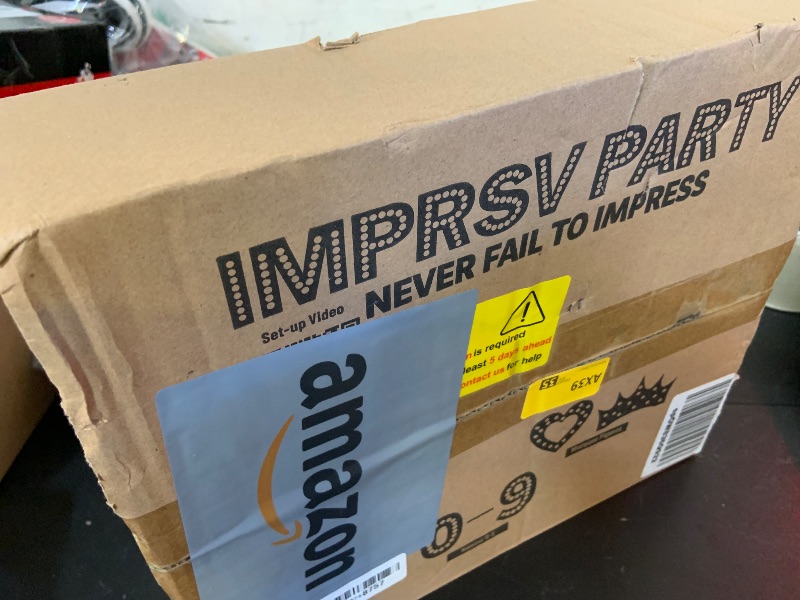 IMPRSV PARTY
NEVER FAIL TO IMPRESS
Set-up Video
is required
least 5 days ahead
contact us for help
AX39
amazon
0-9